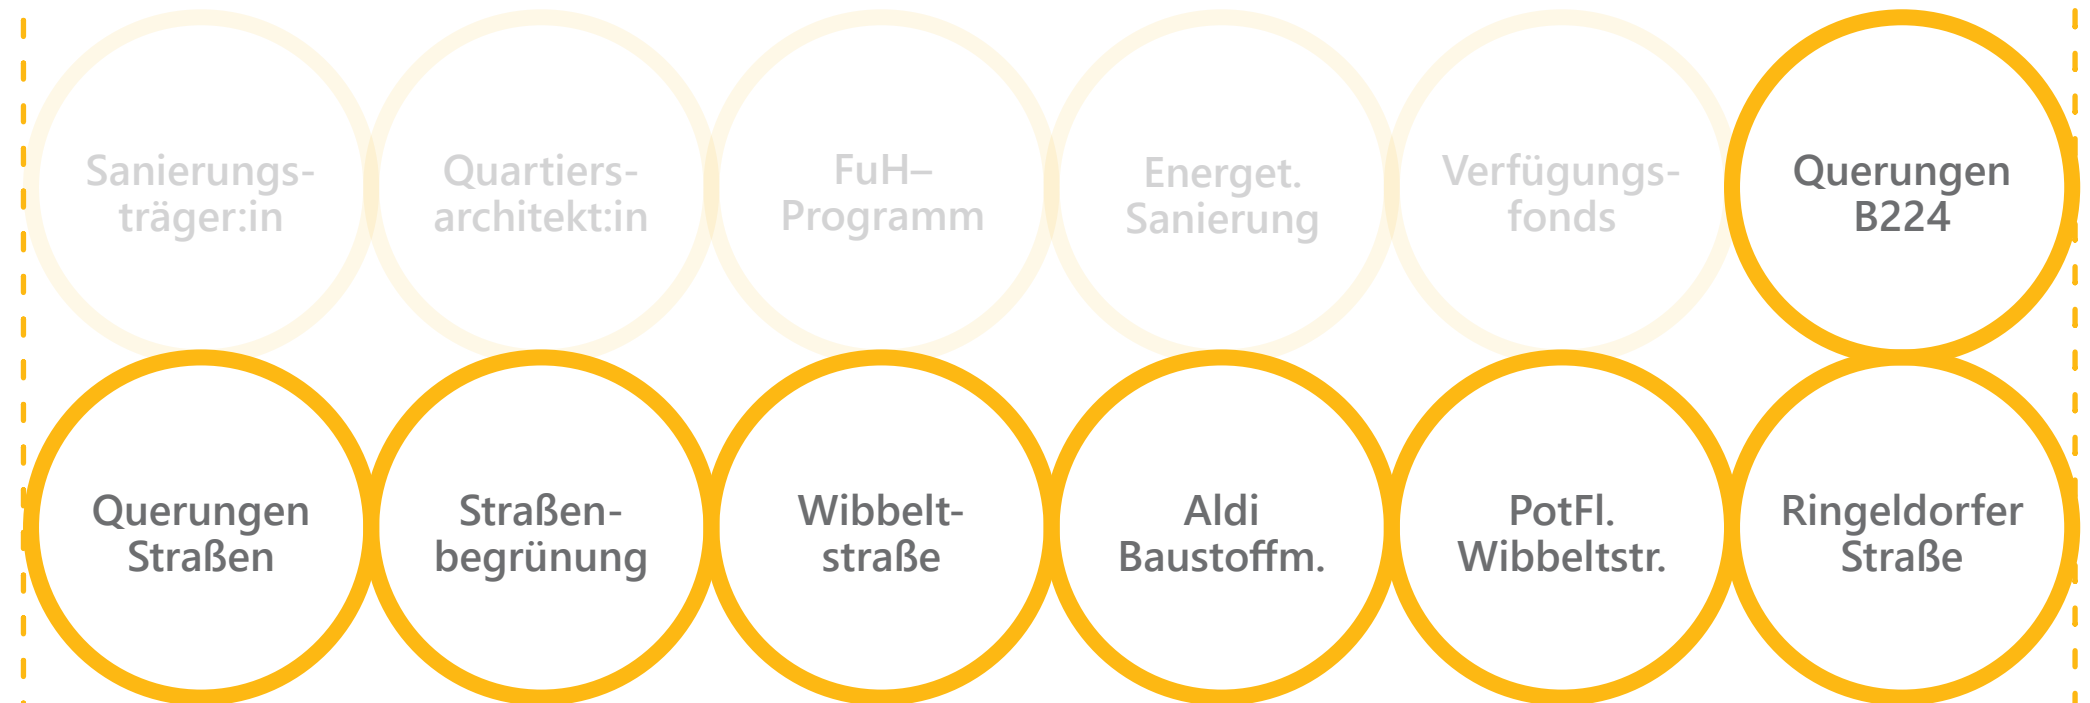 Sanierungs-
träger:in
Quartiers-
architekt:in
FuH–
Programm
Energet.
Sanierung
Verfügungs-
fonds
Querungen
B224
Querungen
Straßen
Straßen-
begrünung
Wibbelt-
straße
Aldi
Baustoffm.
PotFl.
Wibbeltstr.
Ringeldorfer
Straße